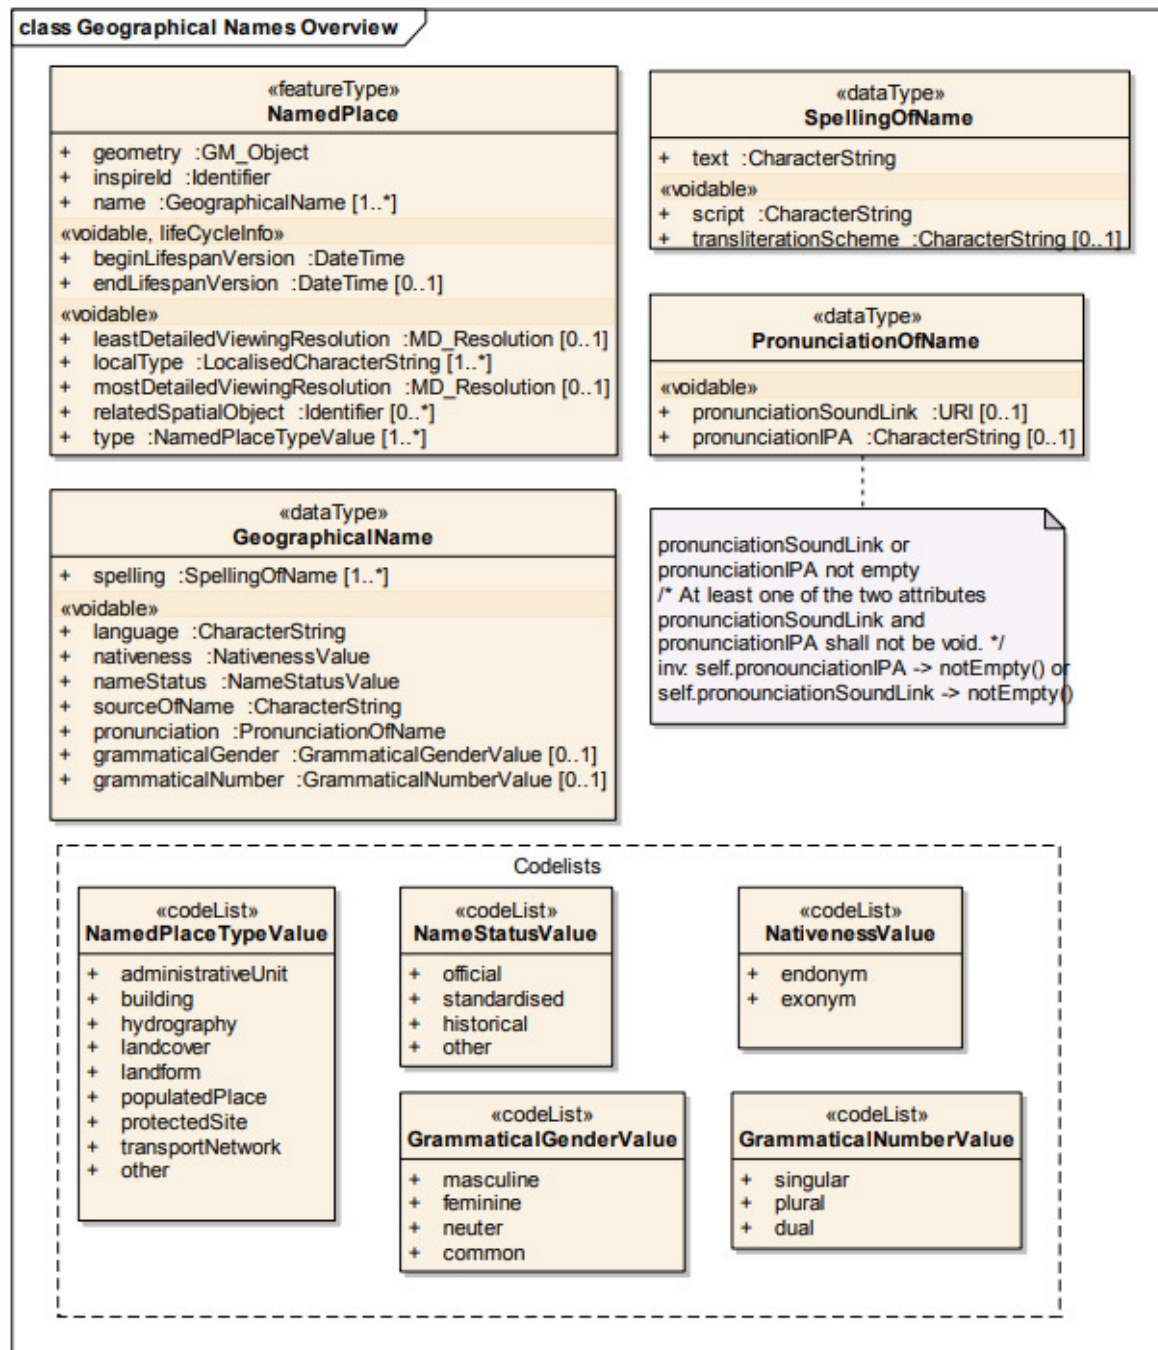 class Geographical Names Overview
«featureType»
NamedPlace
+ geometry :GM_Object
+ inspireId :Identifier
+ name :GeographicalName [1..*]
«voidable, lifeCycleInfo»
+ beginLifespanVersion :DateTime
+ endLifespanVersion :DateTime [0..1]
«voidable»
+ leastDetailedViewingResolution :MD_Resolution [0..1]
+ localType :LocalisedCharacterString [1..*]
+ mostDetailedViewingResolution :MD_Resolution [0..1]
+ relatedSpatialObject :Identifier [0..*]
+ type :NamedPlaceTypeValue [1..*]
«dataType»
SpellingOfName
+ text :CharacterString
«voidable»
+ script :CharacterString
+ transliterationScheme :CharacterString [0..1]
«dataType»
PronunciationOfName
«voidable»
+ pronunciationSoundLink :URI [0..1]
+ pronunciationIPA :CharacterString [0..1]
«dataType»
GeographicalName
+ spelling :SpellingOfName [1..*]
«voidable»
+ language :CharacterString
+ nativeness :NativenessValue
+ nameStatus :NameStatusValue
+ sourceOfName :CharacterString
+ pronunciation :PronunciationOfName
+ grammaticalGender :GrammaticalGenderValue [0..1]
+ grammaticalNumber :GrammaticalNumberValue [0..1]
pronunciationSoundLink or
pronunciationIPA not empty
/* At least one of the two attributes
pronunciationSoundLink and
pronunciationIPA shall not be void. */
inv: self.pronounciationIPA -> notEmpty() or
self.pronounciationSoundLink -> notEmpty()
Codelists
«codeList»
NamedPlaceTypeValue
+ administrativeUnit
+ building
+ hydrography
+ landcover
+ landform
+ populatedPlace
+ protectedSite
+ transportNetwork
+ other
«codeList»
NameStatusValue
+ official
+ standardised
+ historical
+ other
«codeList»
NativenessValue
+ endonym
+ exonym
«codeList»
GrammaticalGenderValue
+ masculine
+ feminine
+ neuter
+ common
«codeList»
GrammaticalNumberValue
+ singular
+ plural
+ dual